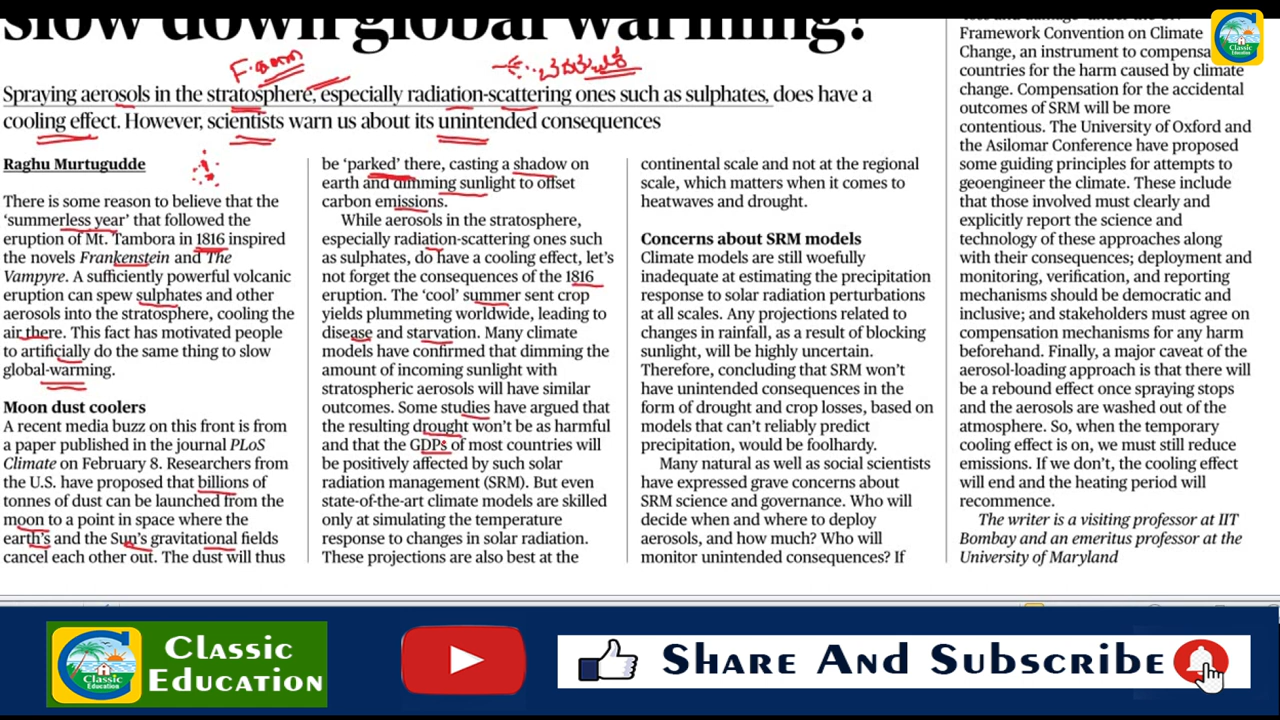 slow down global warming?
Spraying aerosols in the stratosphere, especially radiation-scattering ones such as sulphates, does have a
cooling effect. However, scientists warn us about its unintended consequences
Raghu Murtugudde
There is some reason to believe that the
‘summerless year’ that followed the
eruption of Mt. Tambora in 1816 inspired
the novels Frankenstein and The
Vampyre. A sufficiently powerful volcanic
eruption can spew sulphates and other
aerosols into the stratosphere, cooling the
air there. This fact has motivated people
to artificially do the same thing to slow
global-warming.
Moon dust coolers
A recent media buzz on this front is from
a paper published in the journal PLoS
Climate on February 8. Researchers from
the U.S. have proposed that billions of
tonnes of dust can be launched from the
moon to a point in space where the
earth’s and the Sun’s gravitational fields
cancel each other out. The dust will thus
be ‘parked’ there, casting a shadow on
earth and dimming sunlight to offset
carbon emissions.
While aerosols in the stratosphere,
especially radiation-scattering ones such
as sulphates, do have a cooling effect, let’s
not forget the consequences of the 1816
eruption. The ‘cool’ summer sent crop
yields plummeting worldwide, leading to
disease and starvation. Many climate
models have confirmed that dimming the
amount of incoming sunlight with
stratospheric aerosols will have similar
outcomes. Some studies have argued that
the resulting drought won’t be as harmful
and that the GDPs of most countries will
be positively affected by such solar
radiation management (SRM). But even
state-of-the-art climate models are skilled
only at simulating the temperature
response to changes in solar radiation.
These projections are also best at the
continental scale and not at the regional
scale, which matters when it comes to
heatwaves and drought.
Concerns about SRM models
Climate models are still woefully
inadequate at estimating the precipitation
response to solar radiation perturbations
at all scales. Any projections related to
changes in rainfall, as a result of blocking
sunlight, will be highly uncertain.
Therefore, concluding that SRM won’t
have unintended consequences in the
form of drought and crop losses, based on
models that can’t reliably predict
precipitation, would be foolhardy.
Many natural as well as social scientists
have expressed grave concerns about
SRM science and governance. Who will
decide when and where to deploy
aerosols, and how much? Who will
monitor unintended consequences? If
Framework Convention on Climate
Change, an instrument to compensa
countries for the harm caused by climate
change. Compensation for the accidental
outcomes of SRM will be more
contentious. The University of Oxford and
the Asilomar Conference have proposed
some guiding principles for attempts to
geoengineer the climate. These include
that those involved must clearly and
explicitly report the science and
technology of these approaches along
with their consequences; deployment and
monitoring, verification, and reporting
mechanisms should be democratic and
inclusive; and stakeholders must agree on
compensation mechanisms for any harm
beforehand. Finally, a major caveat of the
aerosol-loading approach is that there will
be a rebound effect once spraying stops
and the aerosols are washed out of the
atmosphere. So, when the temporary
cooling effect is on, we must still reduce
emissions. If we don’t, the cooling effect
will end and the heating period will
recommence.
The writer is a visiting professor at IIT
Bombay and an emeritus professor at the
University of Maryland
Classic
Education
Classic
Education
Classic
Education
Share And Subscribe